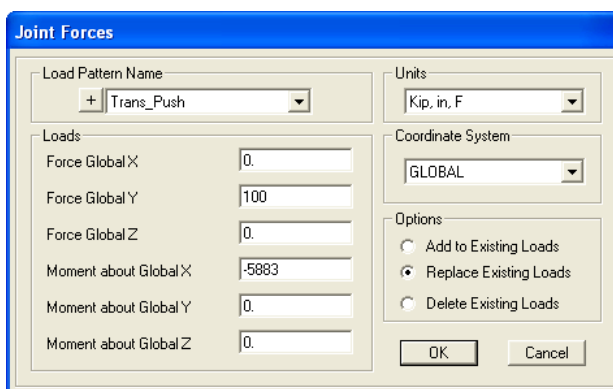 Joint Forces
Load Pattern Name
+ Trans_Push
Units
Kip, in, F
Loads
Force Global X 0.
Force Global Y 100
Force Global Z 0.
Moment about Global X -5883
Moment about Global Y 0.
Moment about Global Z 0.
Coordinate System
GLOBAL
Options
Add to Existing Loads
Replace Existing Loads
Delete Existing Loads
OK Cancel